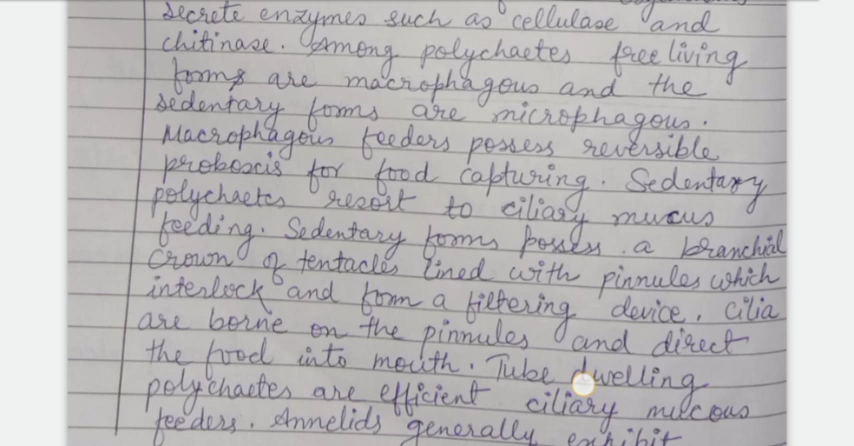 secrete enzymes such as cellulase and
chitinase. Among polychaetes free living
forms are macrophagous and the
sedentary forms are microphagous.
Macrophagous feeders possess reversible
proboscis for food capturing. Sedentary
polychaetes resort to ciliary mucus
feeding. Sedentary forms possess a branchial
crown of tentacles lined with pinnules which
interlock and form a filtering device. Cilia
are borne on the pinnules and direct
the food into mouth. Tube dwelling
polychaetes are efficient ciliary mucous
feeders. Annelids generally exhibit